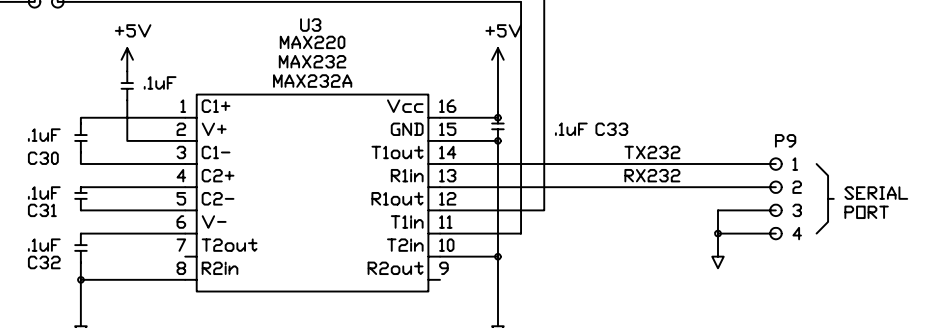 U3
MAX220
MAX232
MAX232A
+5V
.1uF
+5V
1 C1+
2 V+
3 C1-
4 C2+
5 C2-
6 V-
7 T2out
8 R2in
Vcc 16
GND 15
T1out 14
R1in 13
R1out 12
T1in 11
T2in 10
R2out 9
.1uF
C30
.1uF
C31
.1uF
C32
.1uF C33
TX232
RX232
P9
1
2
3
4
SERIAL
PORT